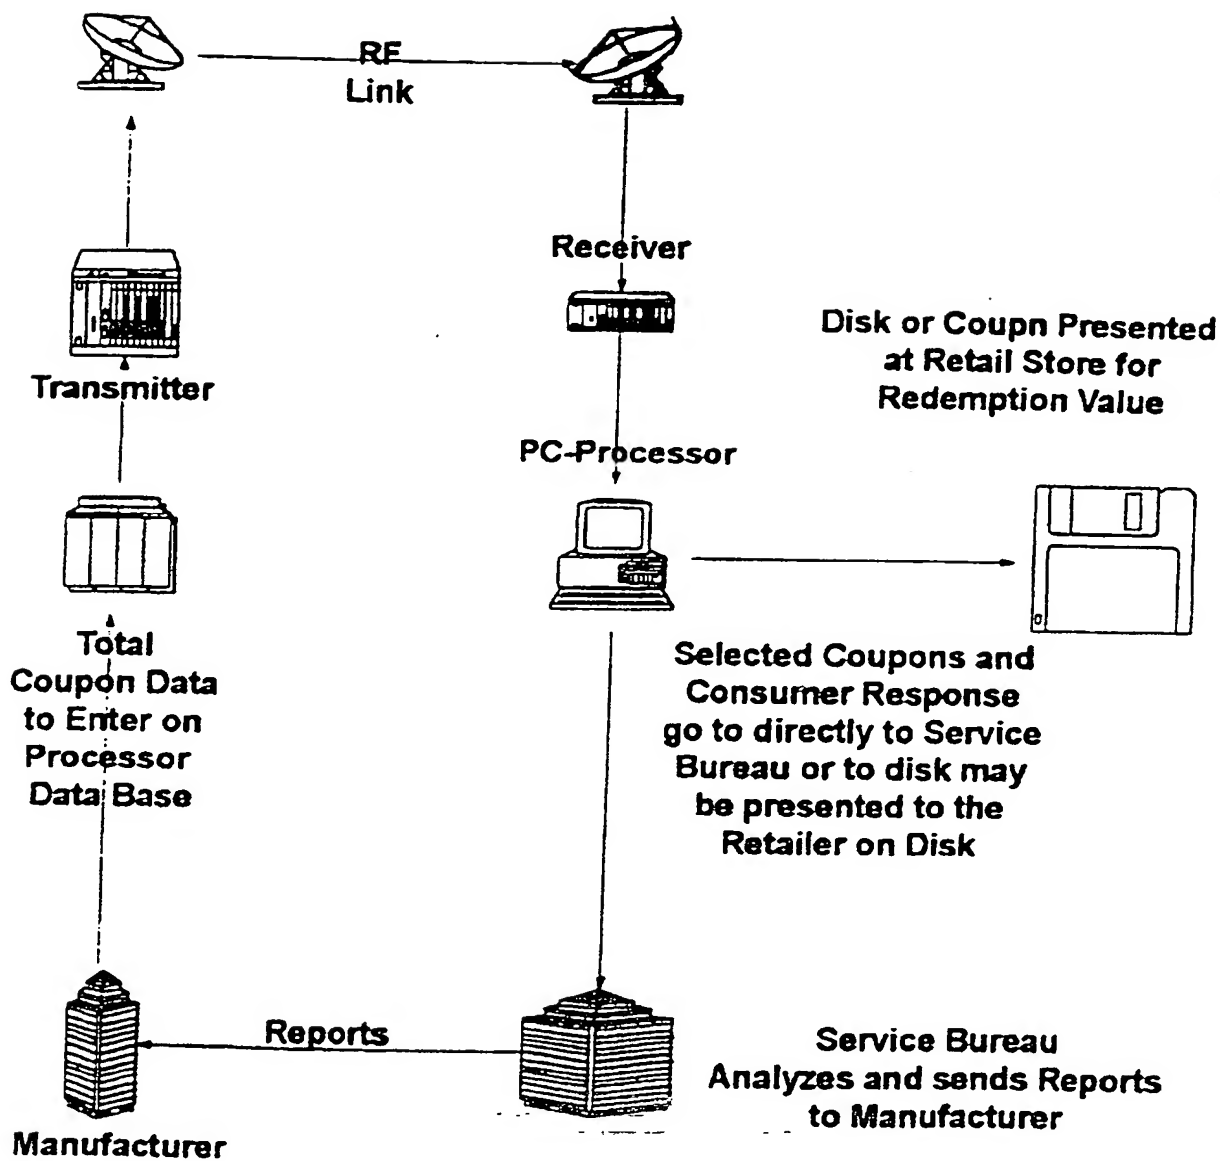 RF
Link
Receiver
Disk or Coupn Presented
at Retail Store for
Redemption Value
Transmitter
PC-Processor
Total
Coupon Data
to Enter on
Processor
Data Base
Selected Coupons and
Consumer Response
go to directly to Service
Bureau or to disk may
be presented to the
Retailer on Disk
Reports
Service Bureau
Analyzes and sends Reports
to Manufacturer
Manufacturer